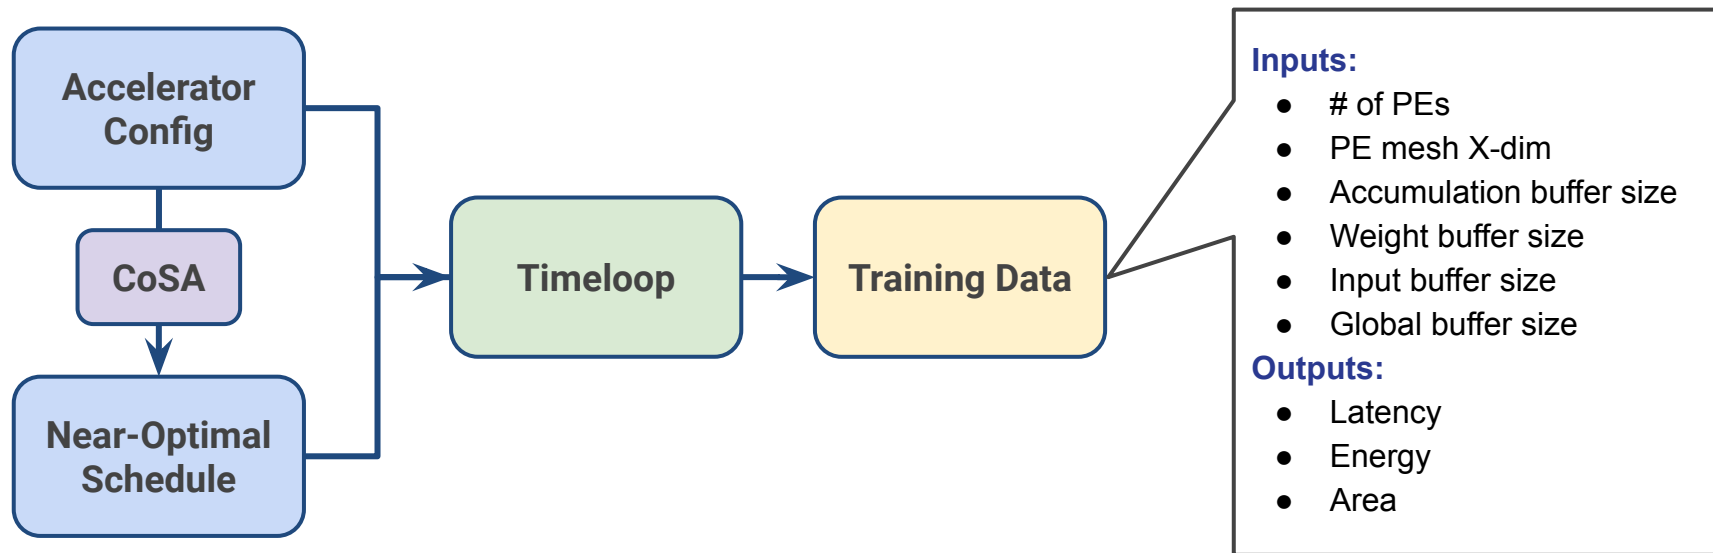 Accelerator
Config
CoSA
Near-Optimal
Schedule
Timeloop
Training Data
Inputs:
● # of PEs
● PE mesh X-dim
● Accumulation buffer size
● Weight buffer size
● Input buffer size
● Global buffer size
Outputs:
● Latency
● Energy
● Area